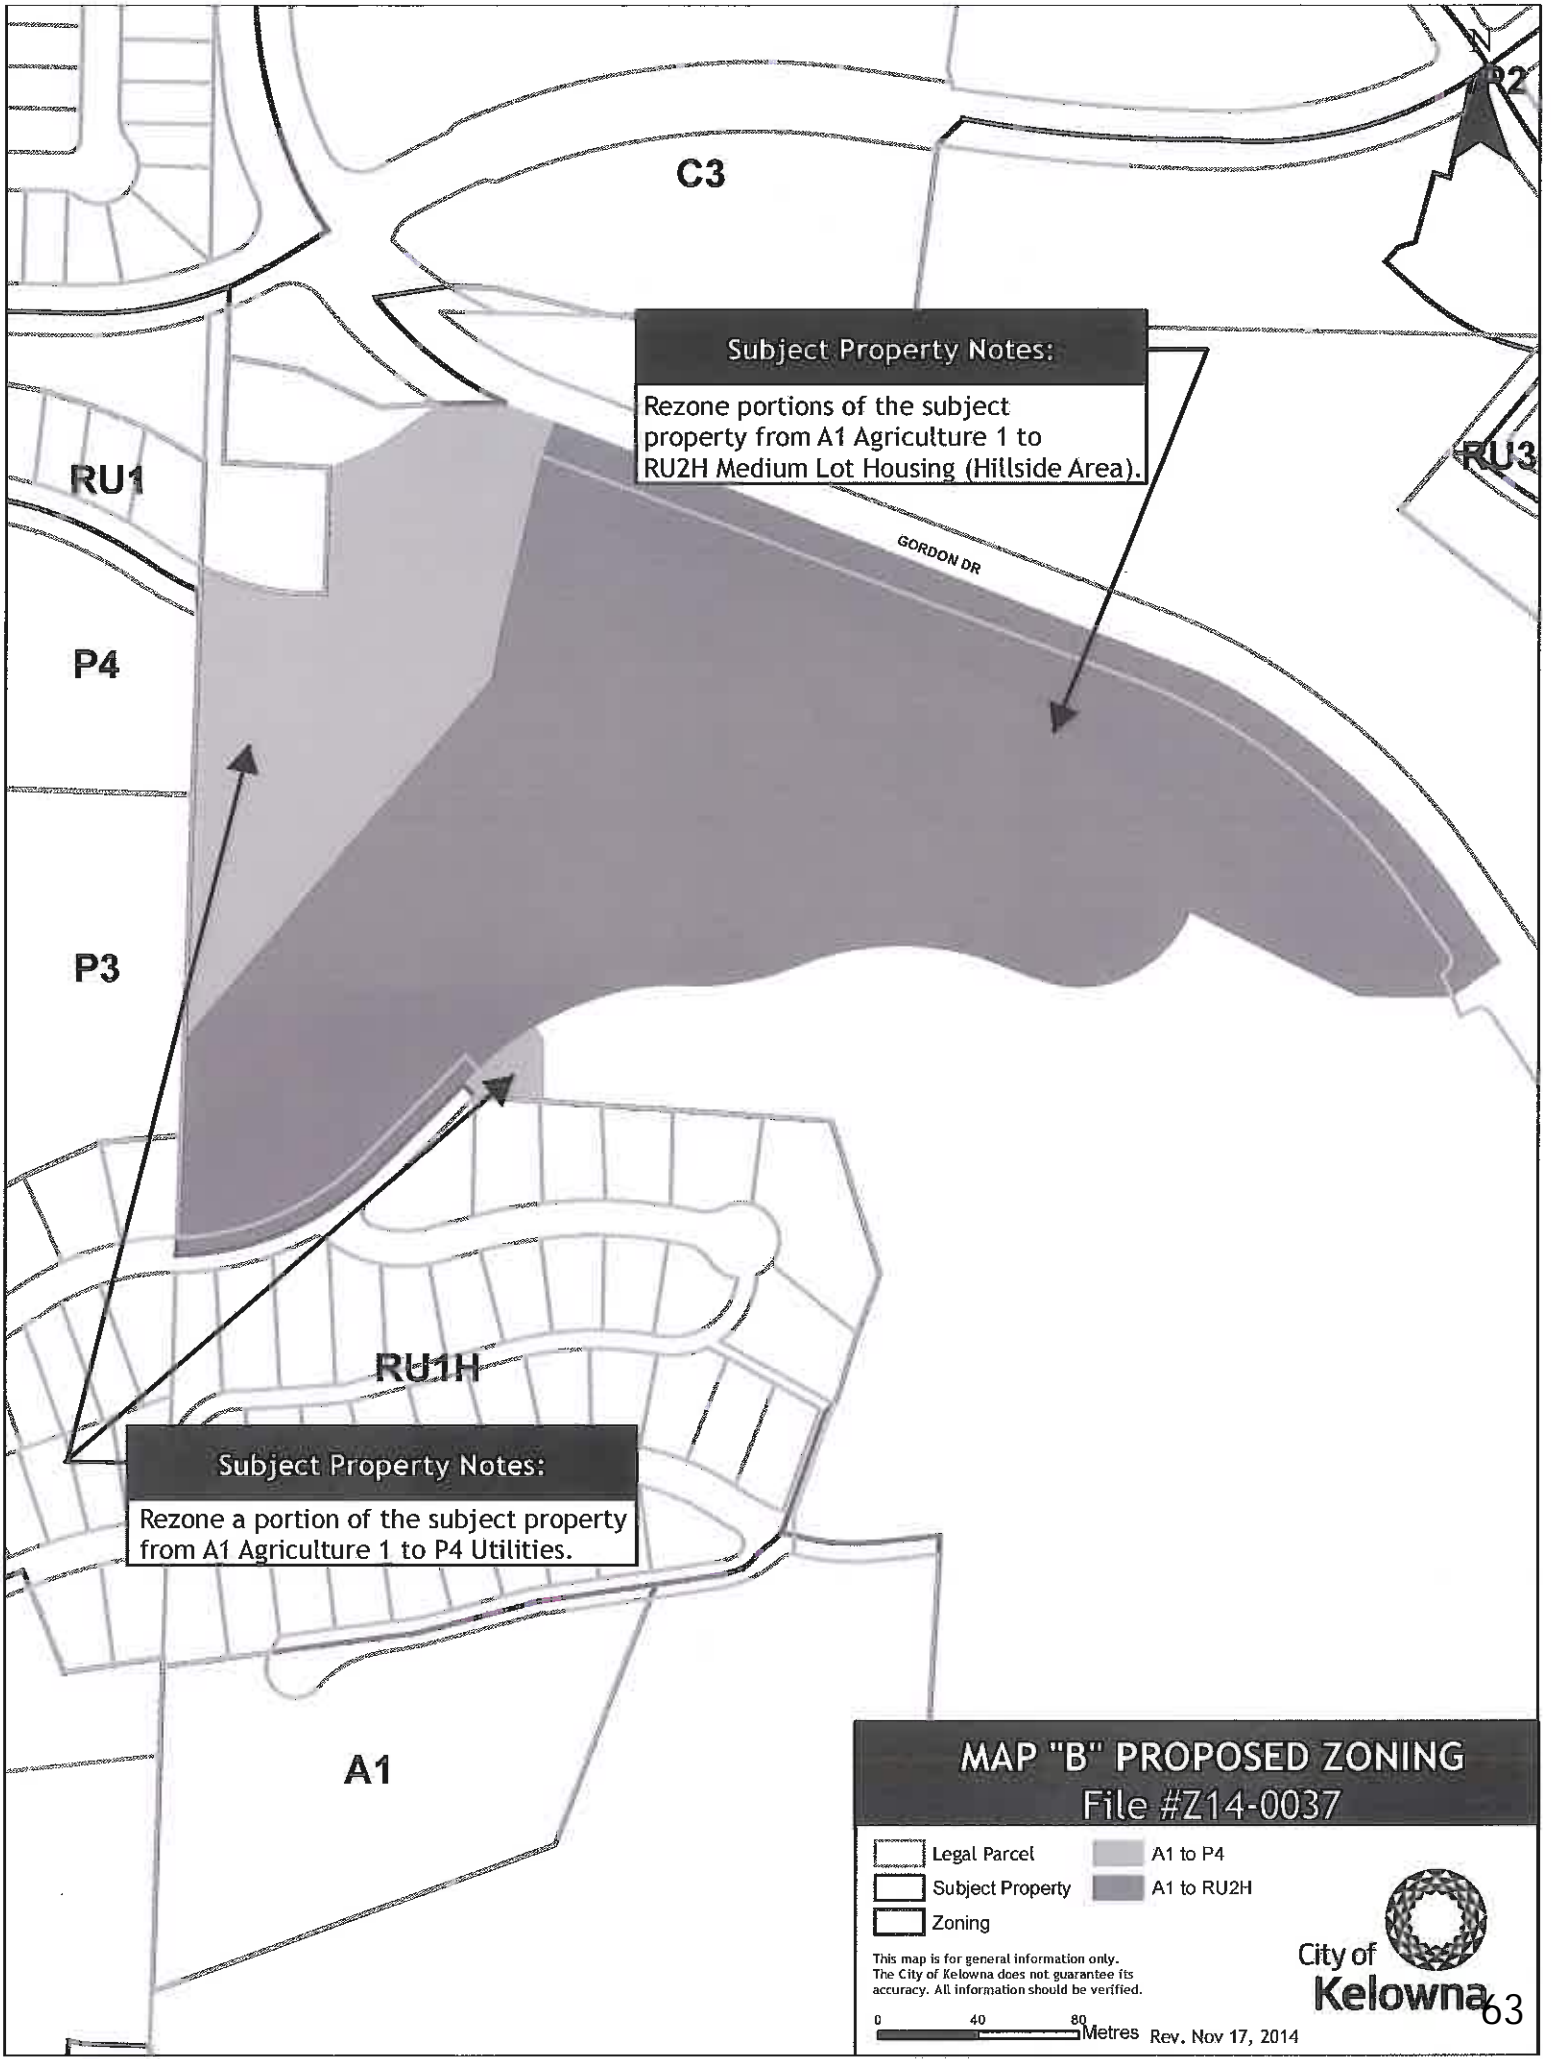 N
P2
C3
Subject Property Notes:
Rezone portions of the subject
property from A1 Agriculture 1 to
RU2H Medium Lot Housing (Hillside Area).
RU1
RU3
GORDON DR
P4
P3
RU1H
Subject Property Notes:
Rezone a portion of the subject property
from A1 Agriculture 1 to P4 Utilities.
A1
MAP "B" PROPOSED ZONING
File #Z14-0037
Legal Parcel
A1 to P4
Subject Property
A1 to RU2H
Zoning
This map is for general information only.
The City of Kelowna does not guarantee its
accuracy. All information should be verified.
City of
Kelowna
63
0 40 80
Metres
Rev. Nov 17, 2014